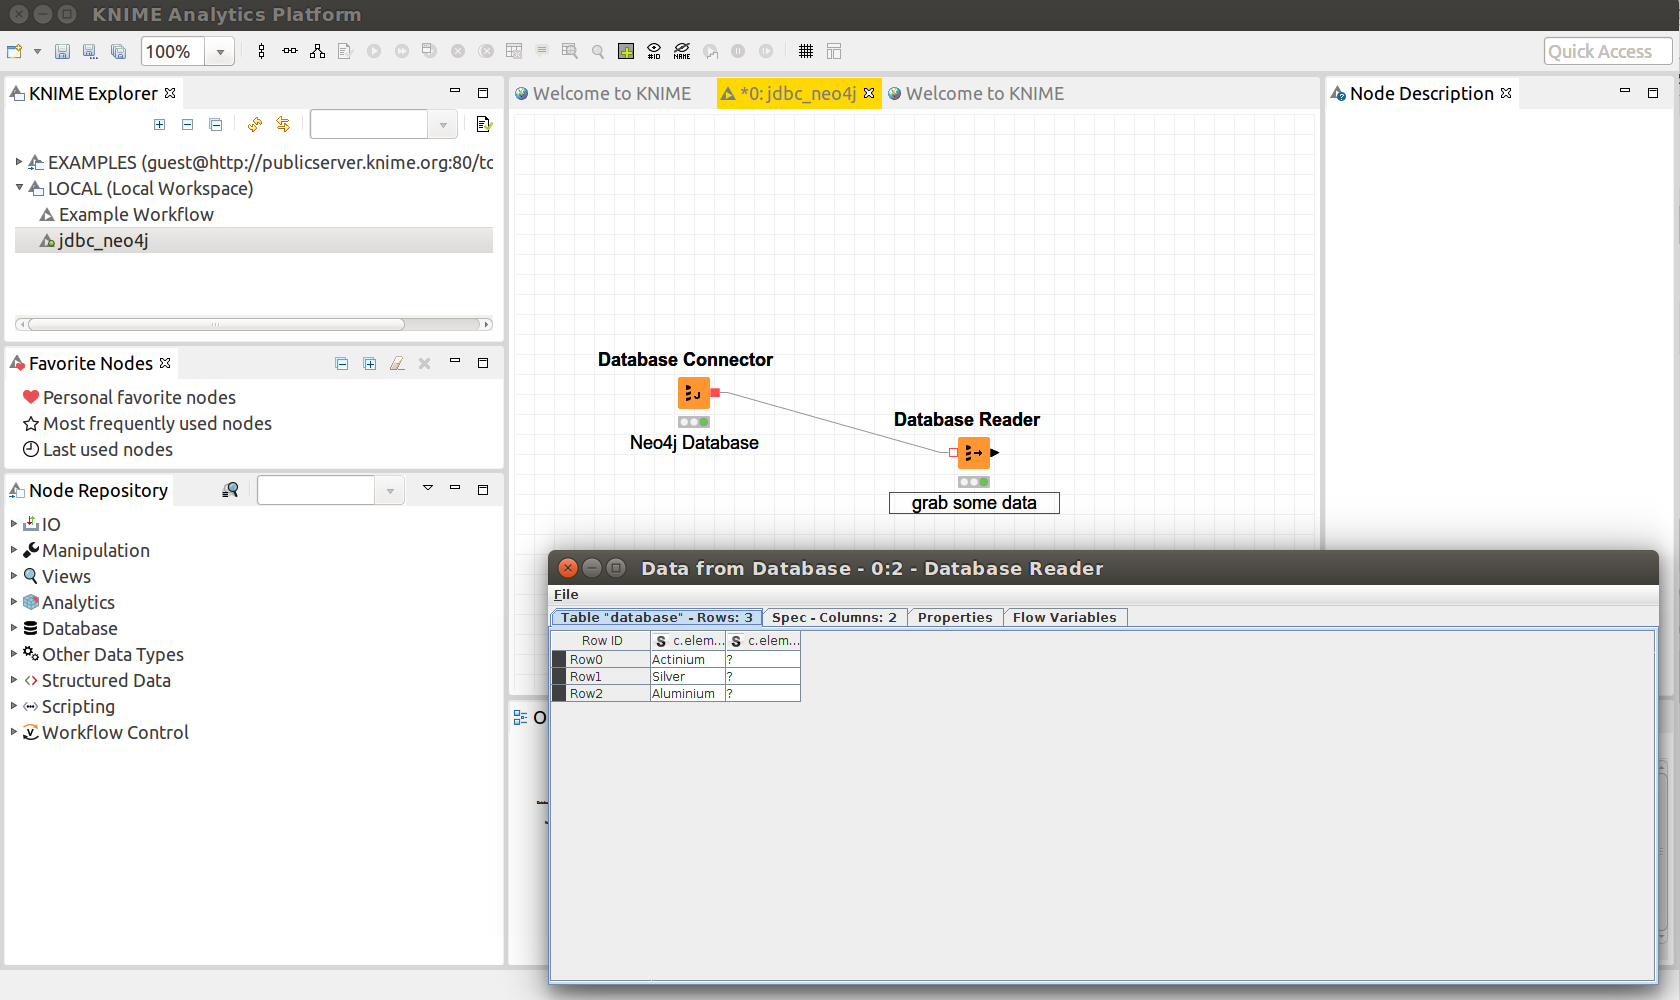 KNIME Analytics Platform
100%
#ID
NAME
Quick Access
KNIME Explorer
EXAMPLES (guest@http://publicserver.knime.org:80/tc
LOCAL (Local Workspace)
Example Workflow
jdbc_neo4j
Favorite Nodes
Personal favorite nodes
Most frequently used nodes
Last used nodes
Node Repository
IO
Manipulation
Views
Analytics
Database
Other Data Types
Structured Data
Scripting
Workflow Control
Welcome to KNIME
*0: jdbc_neo4j
Welcome to KNIME
Node Description
Database Connector
Neo4j Database
Database Reader
grab some data
O
Data from Database - 0:2 - Database Reader
File
Table "database" - Rows: 3
Spec - Columns: 2
Properties
Flow Variables
Row ID S c.elem... S c.elem...
Row0 Actinium ?
Row1 Silver ?
Row2 Aluminium ?